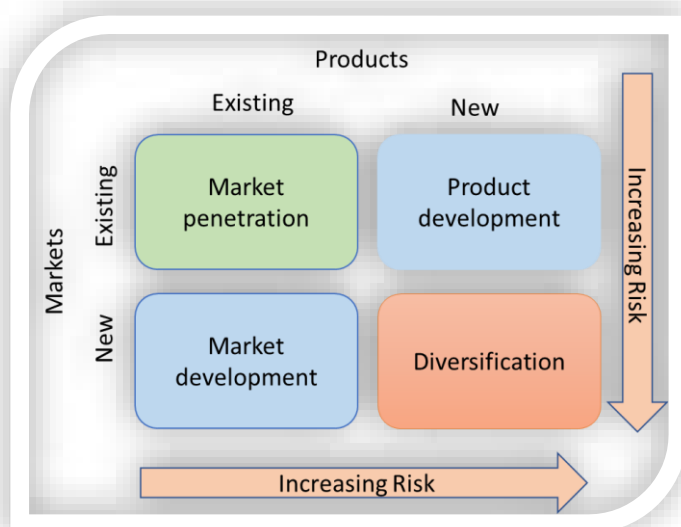 Products
Existing
New
Markets
Existing
Market
penetration
Product
development
Increasing Risk
New
Market
development
Diversification
Increasing Risk